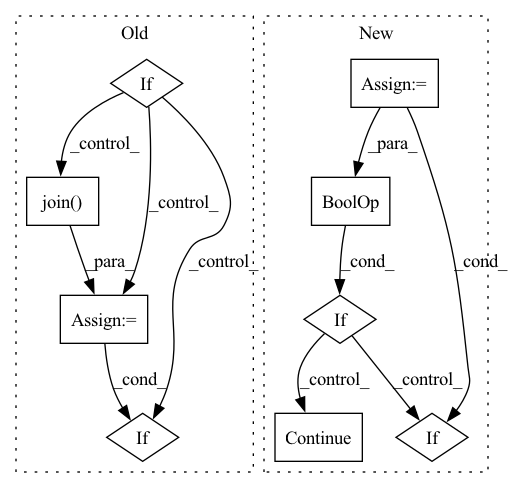 Old
New
If
Assign:=
_control_
_para_
join()
_control_
BoolOp
_control_
_para_
_cond_
_cond_
Assign:=
If
_cond_
_control_
_control_
If
Continue
If